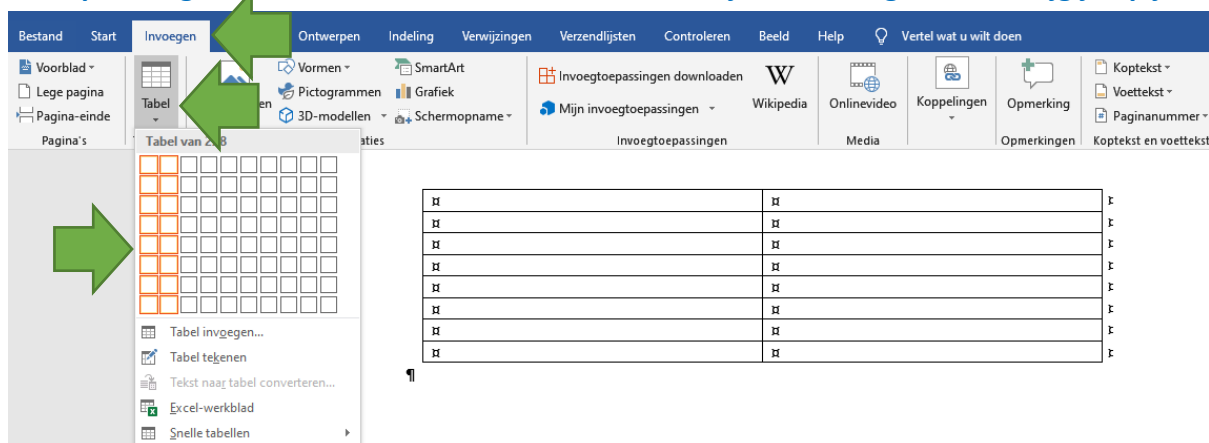 Bestand Start Invoegen Ontwerpen Indeling Verwijzingen Verzendlijsten Controleren Beeld Help Vertel wat u wilt doen
Voorblad
Lege pagina
Pagina-einde
Pagina's
Tabel
Vormen
Pictogrammen
3D-modellen
SmartArt
Grafiek
Schermopname
Invoegtoepassingen downloaden
Mijn invoegtoepassingen
Wikipedia
Invoegtoepassingen
Onlinevideo
Media
Koppelingen
Opmerking
Opmerkingen
Koptekst
Voettekst
Paginanummer
Koptekst en voettekst
Tabel van
Tabel invoegen...
Tabel tekenen
Tekst naar tabel converteren...
Excel-werkblad
Snelle tabellen
¤ ¤ ¤
¤ ¤ ¤
¤ ¤ ¤
¤ ¤ ¤
¤ ¤ ¤
¤ ¤ ¤
¤ ¤ ¤
¤ ¤ ¤
¶